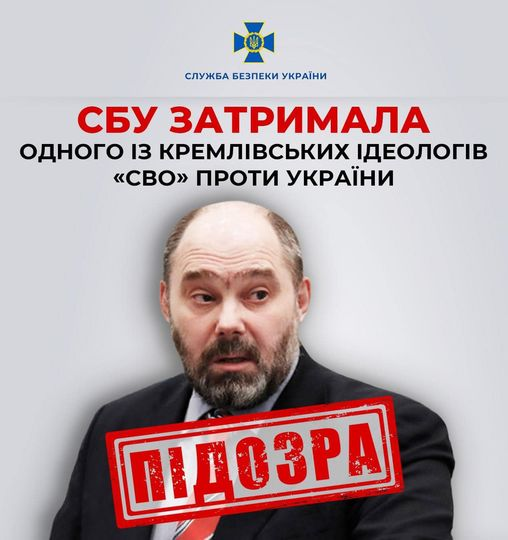 СЛУЖБА БЕЗПЕКИ УКРАЇНИ
СБУ ЗАТРИМАЛА
ОДНОГО ІЗ КРЕМЛІВСЬКИХ ІДЕОЛОГІВ
«СВО» ПРОТИ УКРАЇНИ
ПІДОЗРА